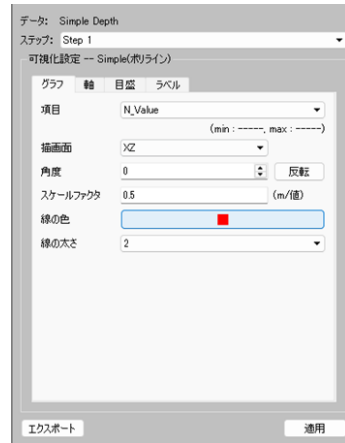 データ: Simple Depth
ステップ: Step 1
可視化設定 -- Simple(ポリライン)
グラフ 軸 目盛 ラベル
項目 N_Value
(min : -----, max : -----)
描画面 XZ
角度 0 反転
スケールファクタ 0.5 (m/値)
線の色
線の太さ 2
エクスポート 適用